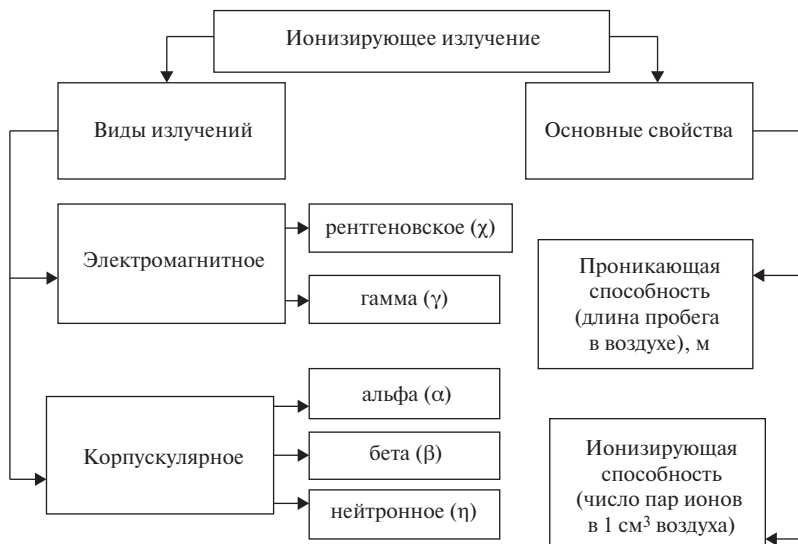 Ионизирующее излучение
Виды излучений
Основные свойства
Электромагнитное
рентгеновское (χ)
гамма (γ)
Проникающая
способность
(длина пробега
в воздухе), м
Корпускулярное
альфа (α)
бета (β)
нейтронное (η)
Ионизирующая
способность
(число пар ионов
в 1 см³ воздуха)